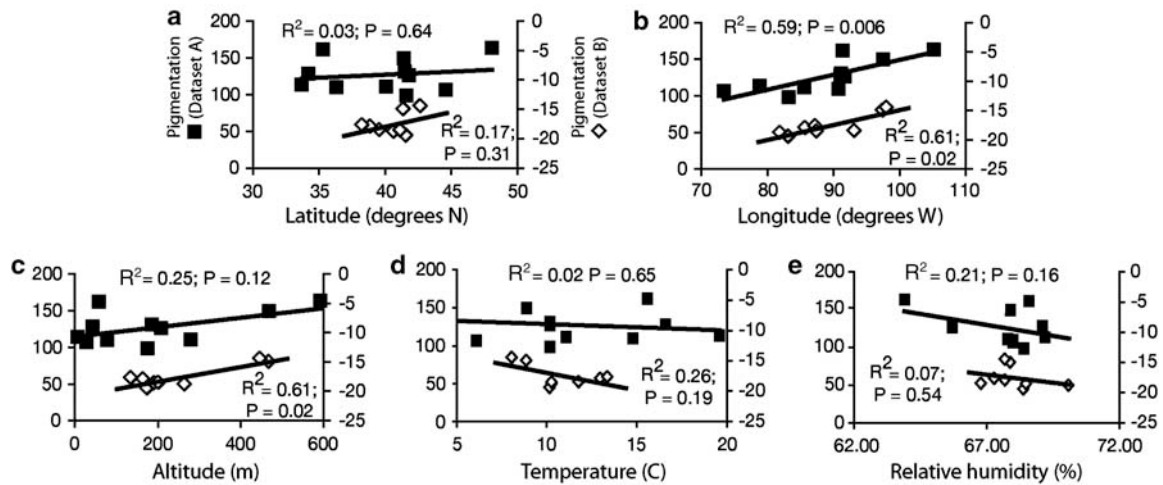 a
R² = 0.03; P = 0.64
Pigmentation
(Dataset A)
200
150
100
50
0
0
-5
-10
-15
-20
-25
R²
= 0.17;
P = 0.31
30 35 40 45 50
Latitude (degrees N)
Pigmentation
(Dataset B)
b
R² = 0.59; P = 0.006
200
150
100
50
0
0
-5
-10
-15
-20
-25
R² = 0.61
P = 0.02
70 80 90 100 110
Longitude (degrees W)
c
R² = 0.25; P = 0.12
200
150
100
50
0
0
-5
-10
-15
-20
-25
R²
= 0.61;
P = 0.02
0 200 400 600
Altitude (m)
d
R² = 0.02 P = 0.65
200
150
100
50
0
0
-5
-10
-15
-20
-25
R²
= 0.26;
P = 0.19
5 10 15 20
Temperature (C)
e
R² = 0.21; P = 0.16
200
150
100
50
0
0
-5
-10
-15
-20
-25
R²
= 0.07;
P = 0.54
62.00 67.00 72.00
Relative humidity (%)